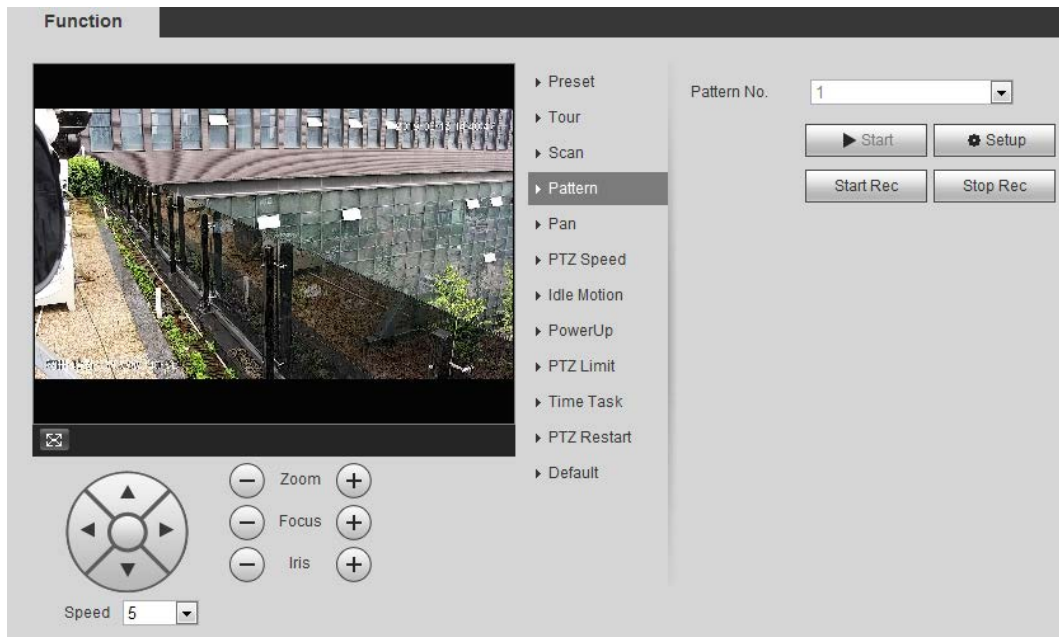 Function
Preset
Pattern No. 1
Tour
Start Setup
Scan
Pattern
Start Rec Stop Rec
Pan
PTZ Speed
Idle Motion
PowerUp
PTZ Limit
Time Task
PTZ Restart
Default
Zoom
Focus
Iris
Speed 5